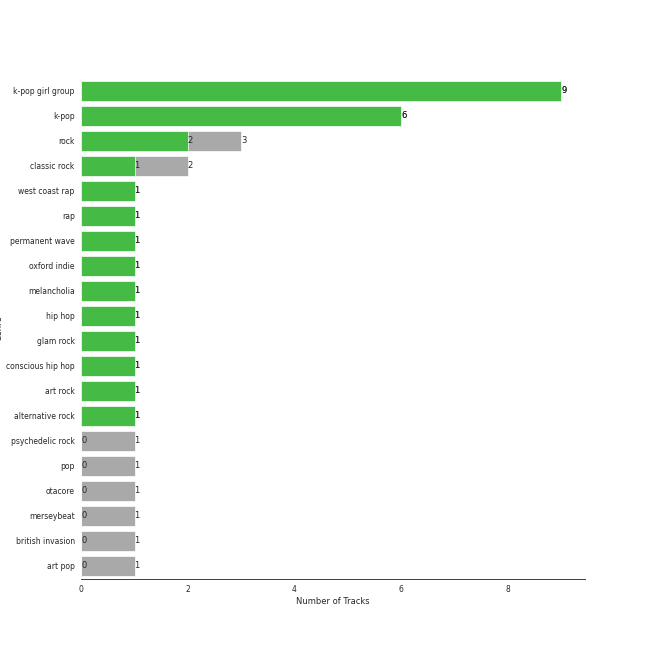 k-pop girl group 9
k-pop 6
rock 2 3
classic rock 1 2
west coast rap 1
rap 1
permanent wave 1
oxford indie 1
melancholia 1
hip hop 1
glam rock 1
conscious hip hop 1
art rock 1
alternative rock 1
psychedelic rock 0 1
pop 0 1
otacore 0 1
merseybeat 0 1
british invasion 0 1
art pop 0 1
0 2 4 6 8
Number of Tracks